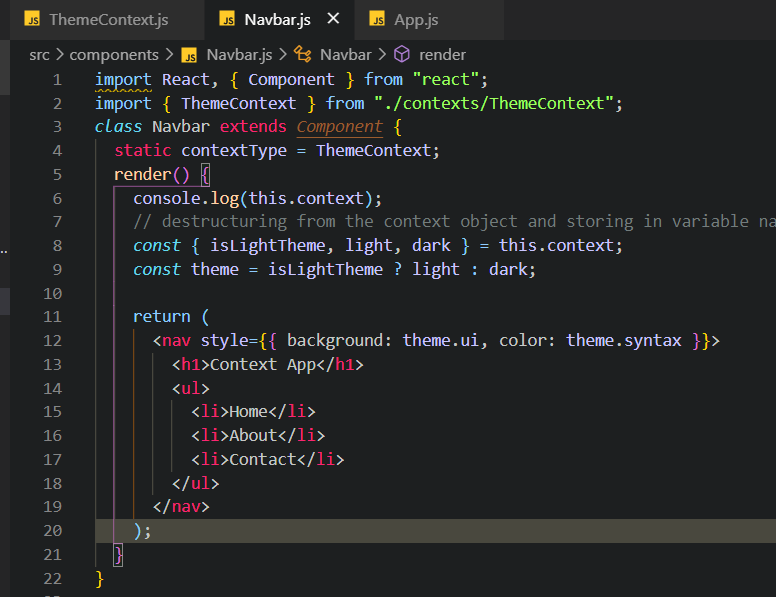 JS ThemeContext.js JS Navbar.js × JS App.js
src > components > JS Navbar.js > Navbar > render
1 import React, { Component } from "react";
2 import { ThemeContext } from "./contexts/ThemeContext";
3 class Navbar extends Component {
4 static contextType = ThemeContext;
5 render() {
6 console.log(this.context);
7 // destructuring from the context object and storing in variable na
8 const { isLightTheme, light, dark } = this.context;
9 const theme = isLightTheme ? light : dark;
10
11 return (
12 <nav style={{ background: theme.ui, color: theme.syntax }}>
13 <h1>Context App</h1>
14 <ul>
15 <li>Home</li>
16 <li>About</li>
17 <li>Contact</li>
18 </ul>
19 </nav>
20 );
21 }
22 }